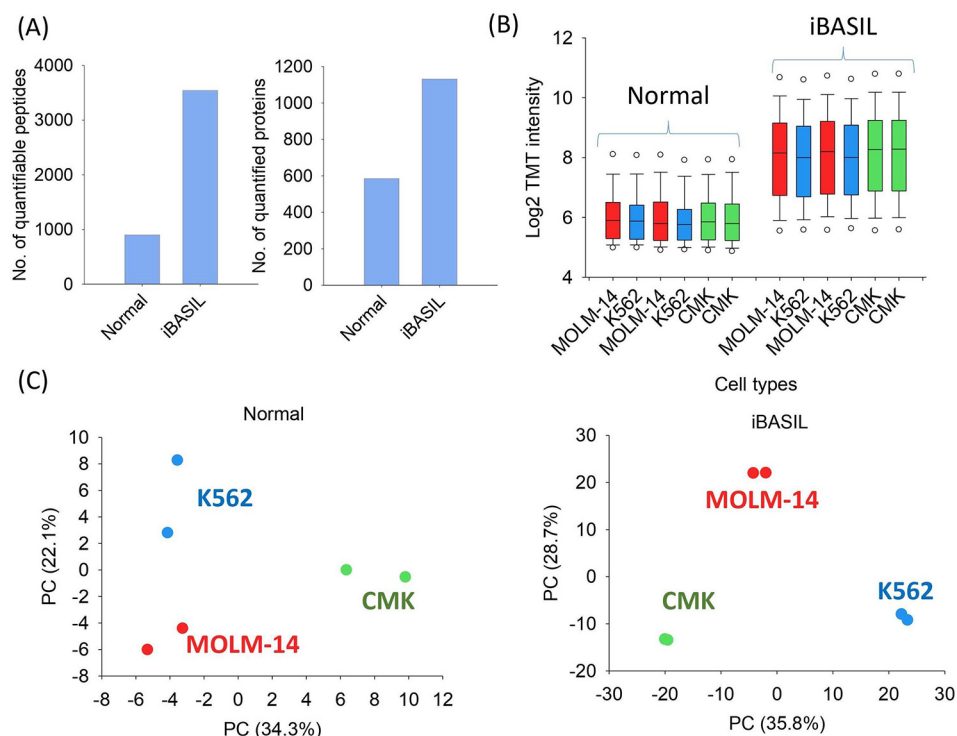 (A)
No. of quantifiable peptides
4000
3000
2000
1000
0
Normal
iBASIL
No. of quantified proteins
1200
1000
800
600
400
200
0
Normal
iBASIL
(B)
iBASIL
Normal
Log2 TMT intensity
12
10
8
6
4
MOLM-14
K562
MOLM-14
K562
CMK
CMK
MOLM-14
K562
MOLM-14
K562
CMK
CMK
Cell types
(C)
Normal
PC (22.1%)
10
8
6
4
2
0
-2
-4
-6
-8
K562
CMK
MOLM-14
-8 -6 -4 -2 0 2 4 6 8 10 12
PC (34.3%)
iBASIL
PC (28.7%)
30
20
10
0
-10
-20
MOLM-14
CMK
K562
-30 -20 -10 0 10 20 30
PC (35.8%)